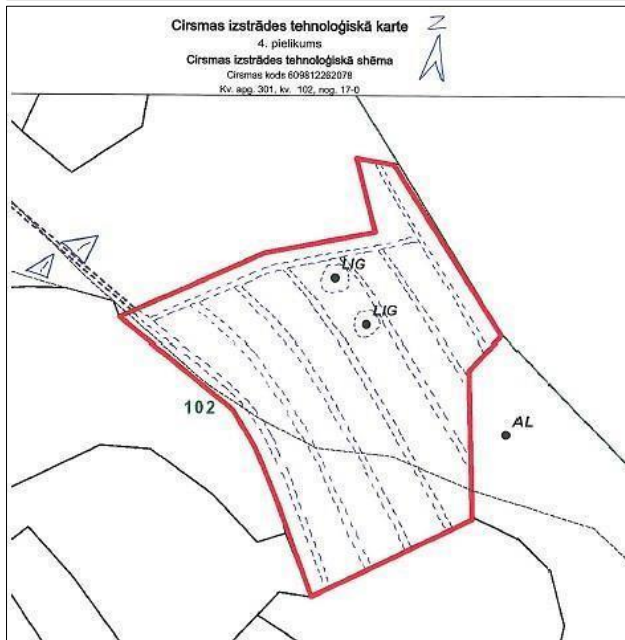 Cirsmas izstrādes tehnoloģiskā karte
Z
4. pielikums
Cirsmas izstrādes tehnoloģiskā shēma
Cirsmas kods 609812262078
Kv. apg. 301, kv. 102, nog. 17-0
LIG
LIG
102
AL